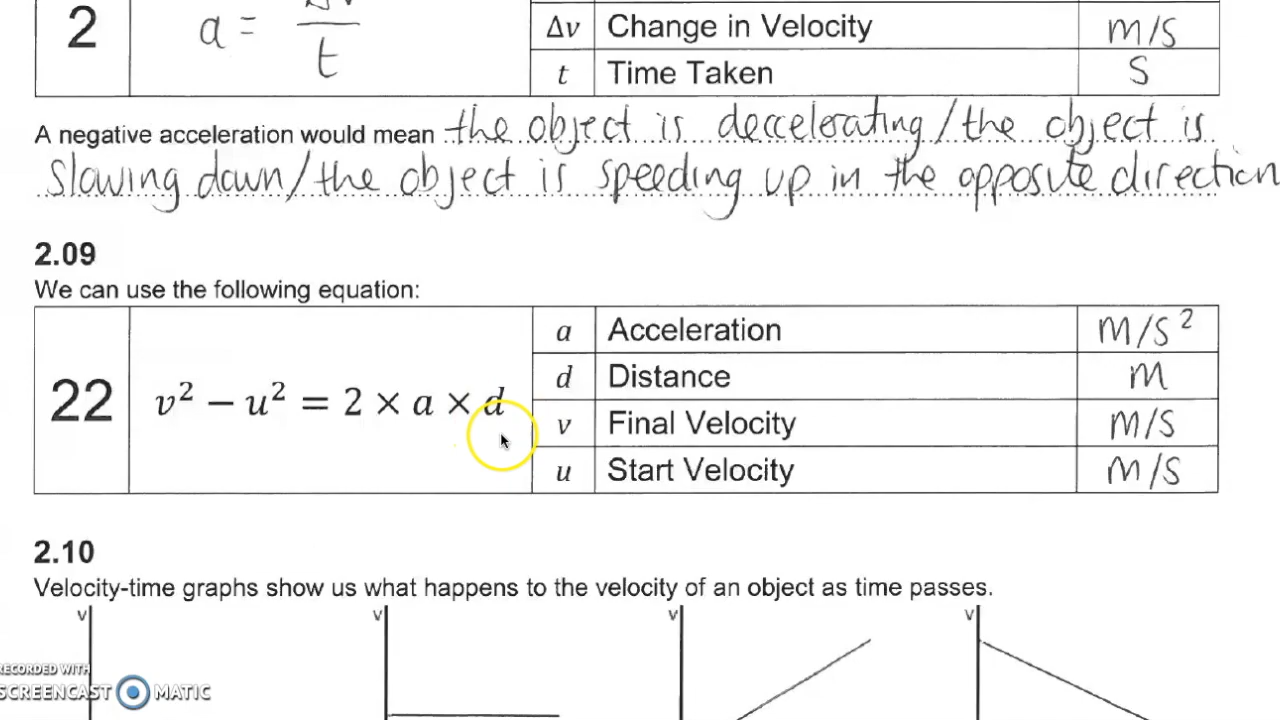 2 a = Δv / t Δv Change in Velocity m/s
t Time Taken s
A negative acceleration would mean the object is deccelerating/the object is
slowing down/the object is speeding up in the opposite direction
2.09
We can use the following equation:
22 v² − u² = 2 × a × d
a Acceleration m/s²
d Distance m
v Final Velocity m/s
u Start Velocity m/s
2.10
Velocity-time graphs show us what happens to the velocity of an object as time passes.
v v v v
RECORDED WITH
SCREENCAST MATIC